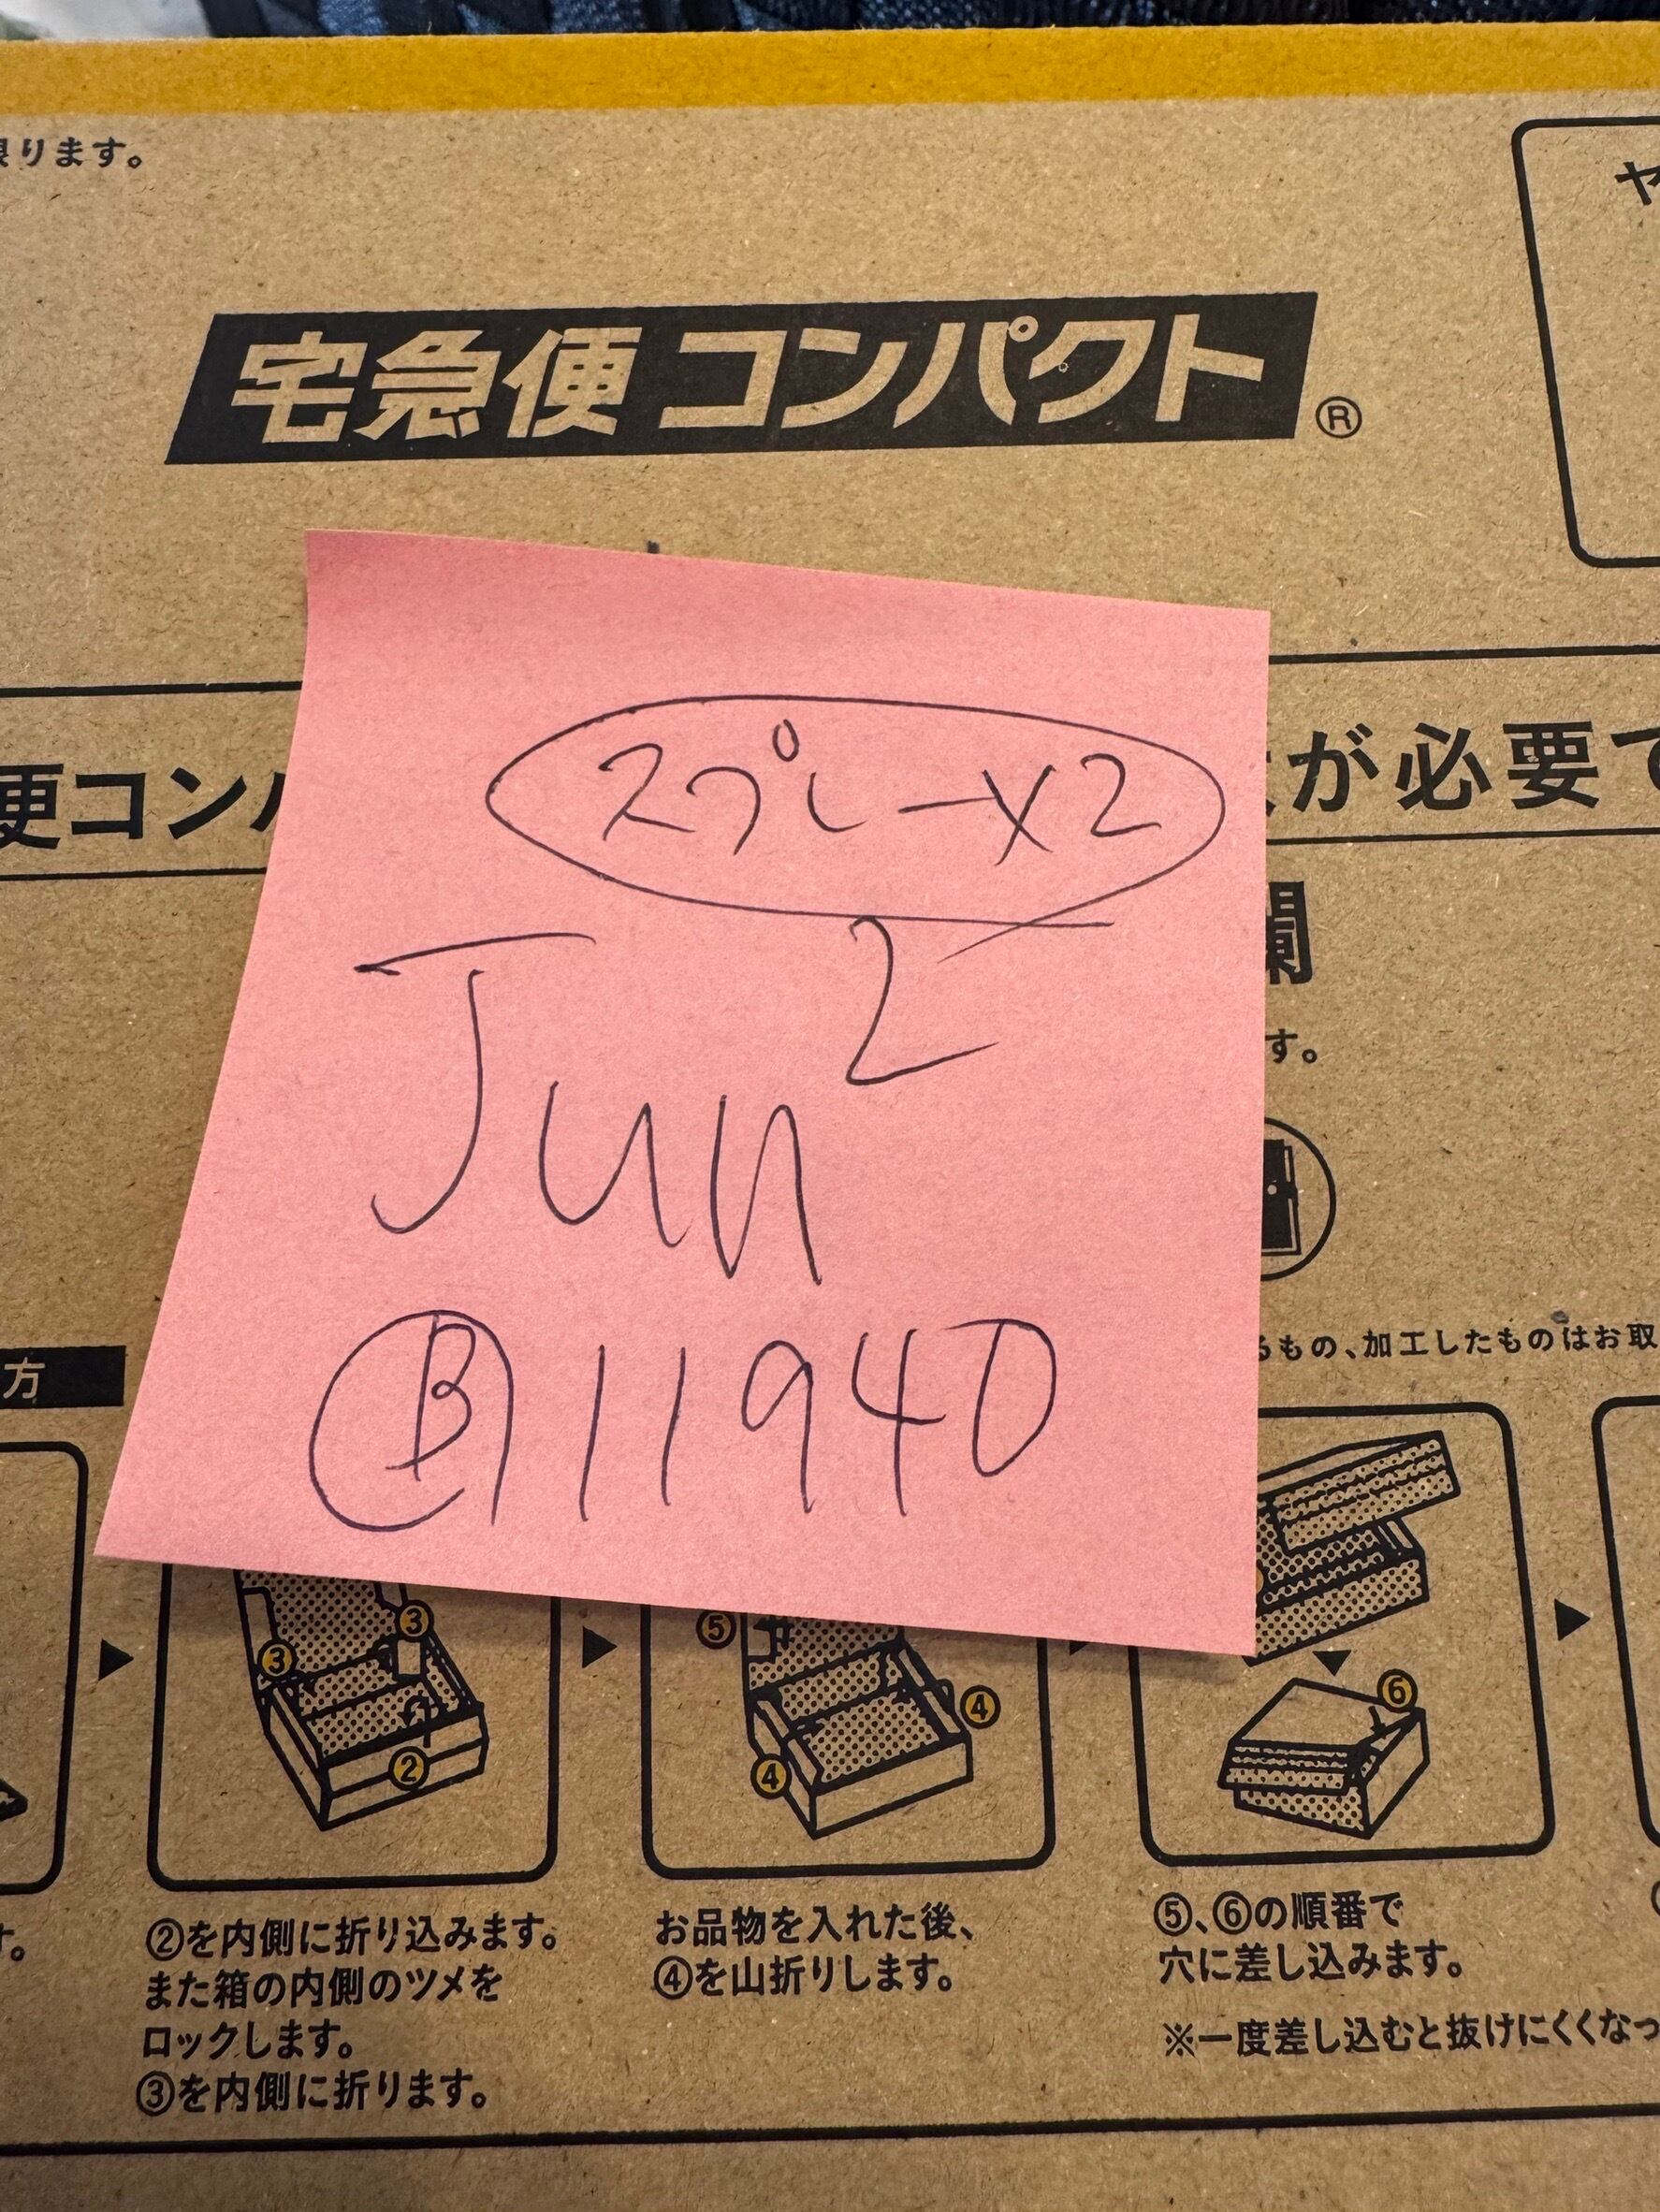 限ります。
ヤ
宅急便コンパクト®
スプレーx2
便コンパ
が必要で
2
Jun
欄
す。
Ⓑ11940
方
るもの、加工したものはお取
③
③
②
⑤
④
④
⑥
す。
②を内側に折り込みます。
また箱の内側のツメを
ロックします。
③を内側に折ります。
お品物を入れた後、
④を山折りします。
⑤、⑥の順番で
穴に差し込みます。
※一度差し込むと抜けにくくなっ